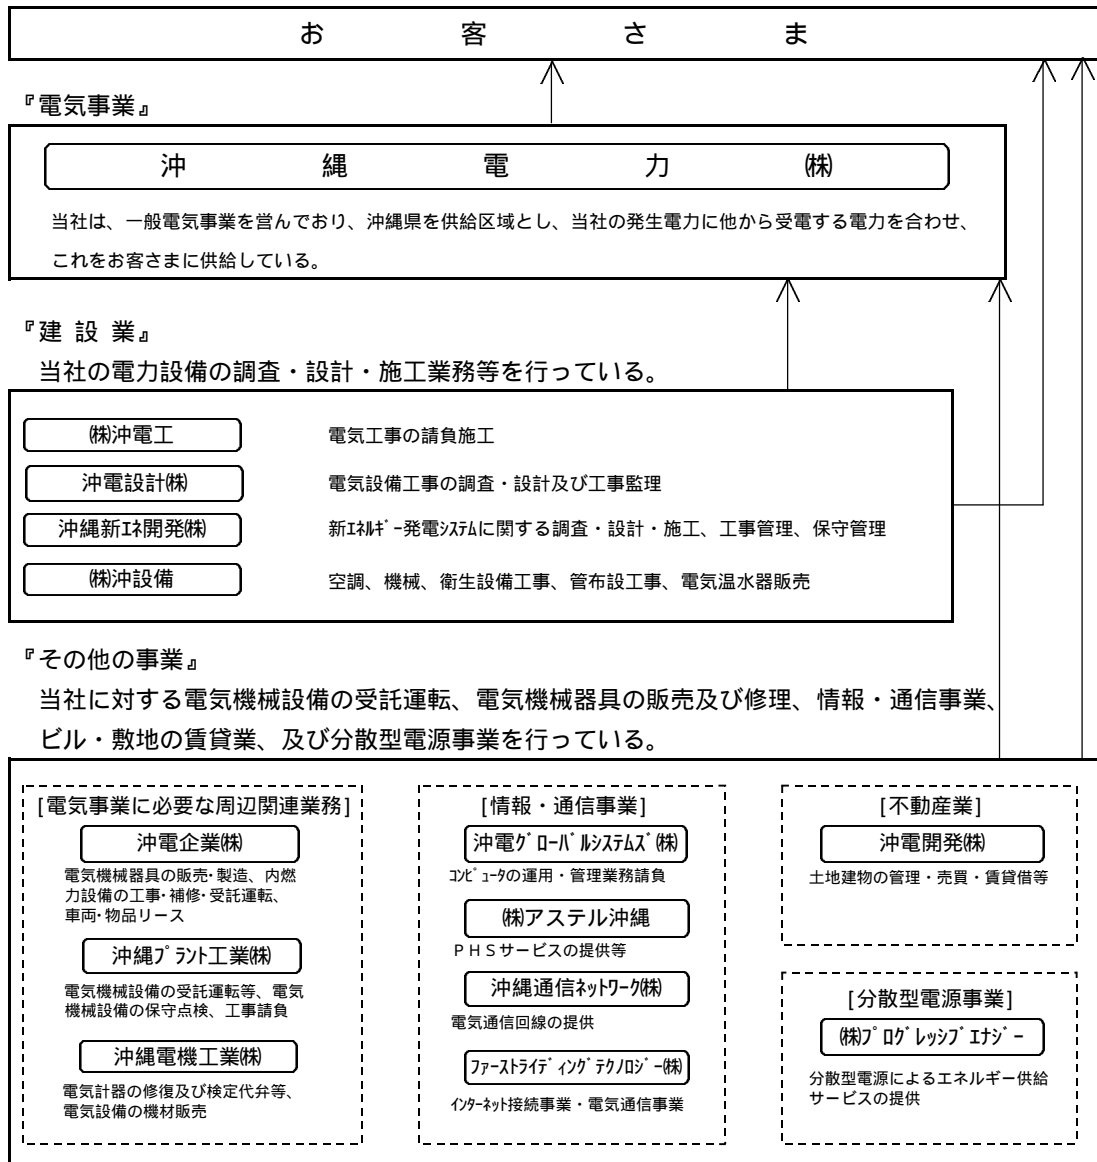 お客さま
『電気事業』
沖縄電力㈱
当社は、一般電気事業を営んでおり、沖縄県を供給区域とし、当社の発生電力に他から受電する電力を合わせ、
これをお客さまに供給している。
『建設業』
当社の電力設備の調査・設計・施工業務等を行っている。
㈱沖電工
電気工事の請負施工
沖電設計㈱
電気設備工事の調査・設計及び工事監理
沖縄新ｴﾈ開発㈱
新ｴﾈﾙｷﾞｰ発電ｼｽﾃﾑに関する調査・設計・施工、工事管理、保守管理
㈱沖設備
空調、機械、衛生設備工事、管布設工事、電気温水器販売
『その他の事業』
当社に対する電気機械設備の受託運転、電気機械器具の販売及び修理、情報・通信事業、
ビル・敷地の賃貸業、及び分散型電源事業を行っている。
[電気事業に必要な周辺関連業務]
沖電企業㈱
電気機械器具の販売・製造、内燃
力設備の工事・補修・受託運転、
車両・物品リース
沖縄ﾌﾟﾗﾝﾄ工業㈱
電気機械設備の受託運転等、電気
機械設備の保守点検、工事請負
沖縄電機工業㈱
電気計器の修復及び検定代弁等、
電気設備の機材販売
[情報・通信事業]
沖電ｸﾞﾛｰﾊﾞﾙｼｽﾃﾑｽﾞ㈱
ｺﾝﾋﾟｭｰﾀの運用・管理業務請負
㈱アステル沖縄
ＰＨＳサービスの提供等
沖縄通信ﾈｯﾄﾜｰｸ㈱
電気通信回線の提供
ﾌｧｰｽﾄﾗｲﾃﾞｨﾝｸﾞﾃｸﾉﾛｼﾞｰ㈱
ｲﾝﾀｰﾈｯﾄ接続事業・電気通信事業
[不動産業]
沖電開発㈱
土地建物の管理・売買・賃貸借等
[分散型電源事業]
㈱ﾌﾟﾛｸﾞﾚｯｼﾌﾞｴﾅｼﾞｰ
分散型電源によるエネルギー供給
サービスの提供